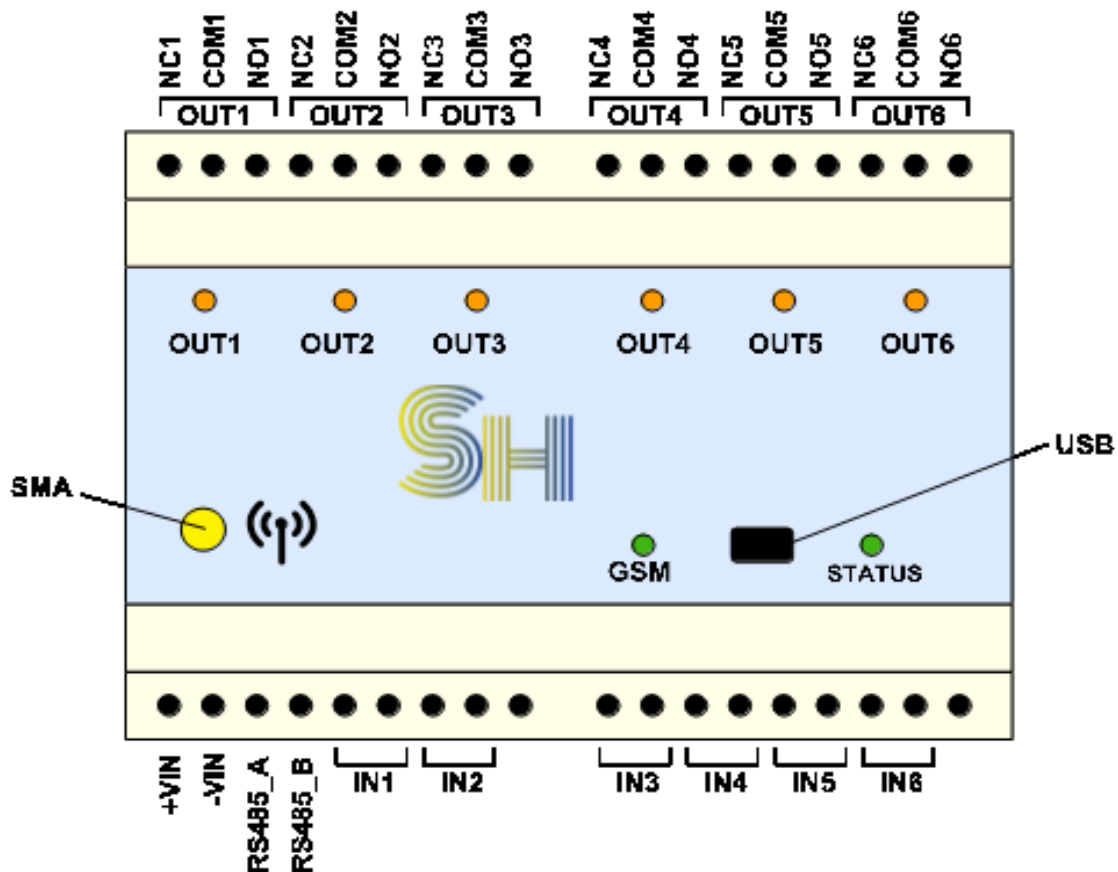 NC1 COM1 NO1 NC2 COM2 NO2 NC3 COM3 NO3 NC4 COM4 NO4 NC5 COM5 NO5 NC6 COM6 NO6
OUT1 OUT2 OUT3 OUT4 OUT5 OUT6
OUT1 OUT2 OUT3 OUT4 OUT5 OUT6
SH
USB
SMA
GSM STATUS
+VIN -VIN RS485_A RS485_B IN1 IN2 IN3 IN4 IN5 IN6